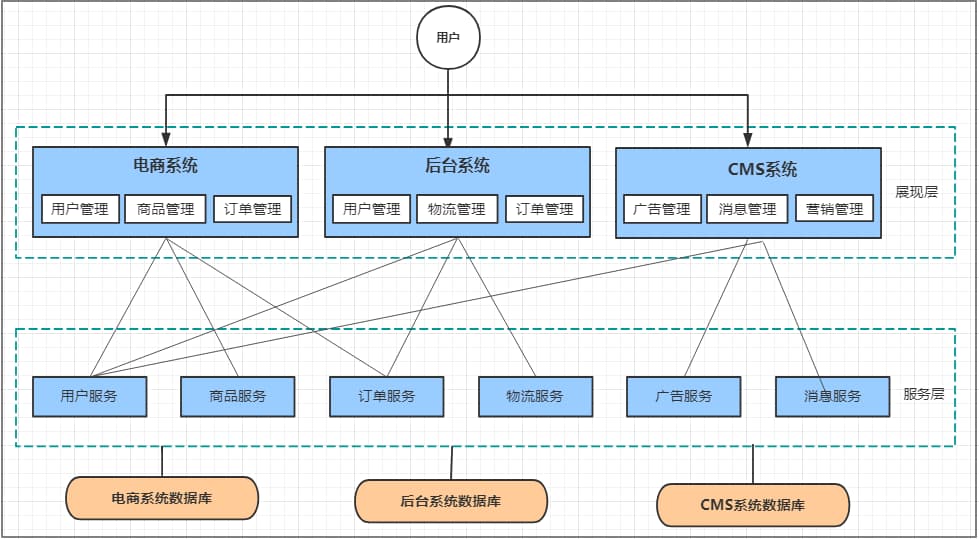 用户
电商系统
后台系统
CMS系统
用户管理
商品管理
订单管理
用户管理
物流管理
订单管理
广告管理
消息管理
营销管理
展现层
用户服务
商品服务
订单服务
物流服务
广告服务
消息服务
服务层
电商系统数据库
后台系统数据库
CMS系统数据库